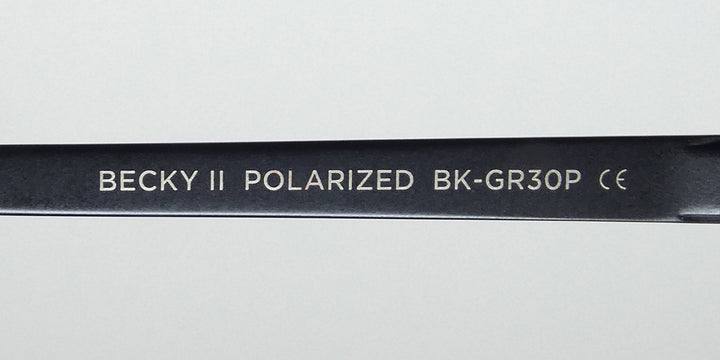 BECKY II POLARIZED BK-GR30P CE